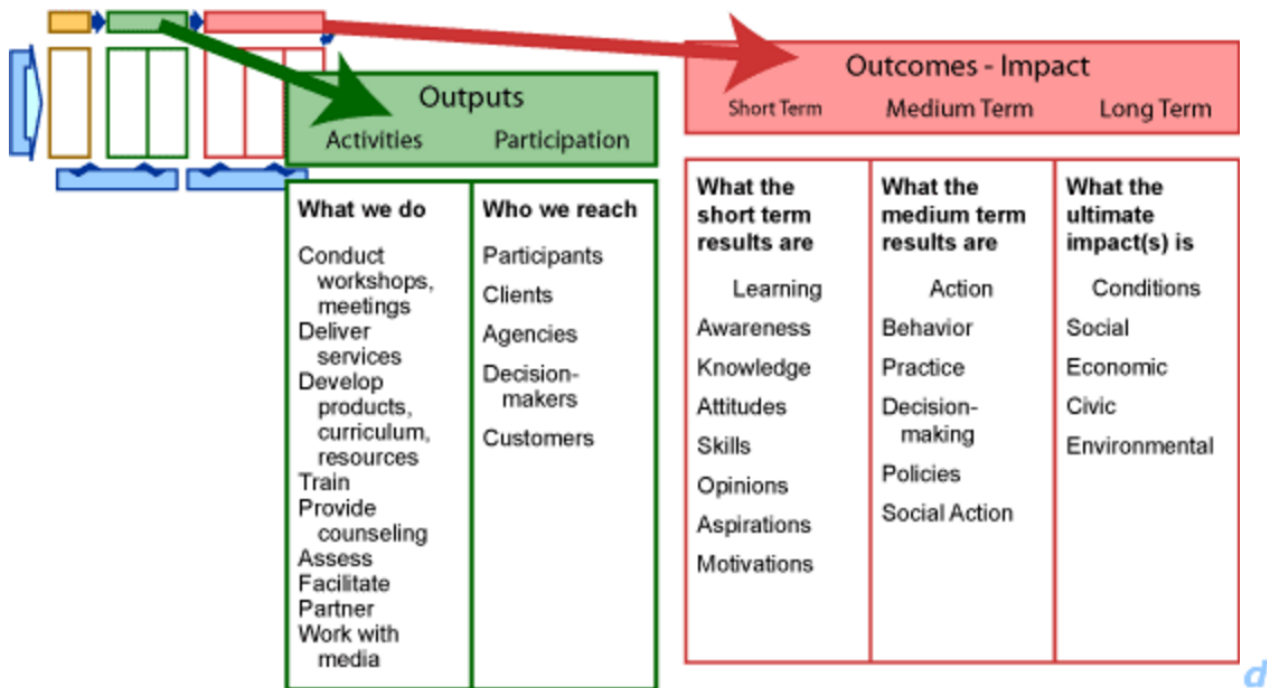 Outputs
Activities Participation
What we do
Conduct
workshops,
meetings
Deliver
services
Develop
products,
curriculum,
resources
Train
Provide
counseling
Assess
Facilitate
Partner
Work with
media
Who we reach
Participants
Clients
Agencies
Decision-
makers
Customers
Outcomes - Impact
Short Term Medium Term Long Term
What the
short term
results are
Learning
Awareness
Knowledge
Attitudes
Skills
Opinions
Aspirations
Motivations
What the
medium term
results are
Action
Behavior
Practice
Decision-
making
Policies
Social Action
What the
ultimate
impact(s) is
Conditions
Social
Economic
Civic
Environmental
d